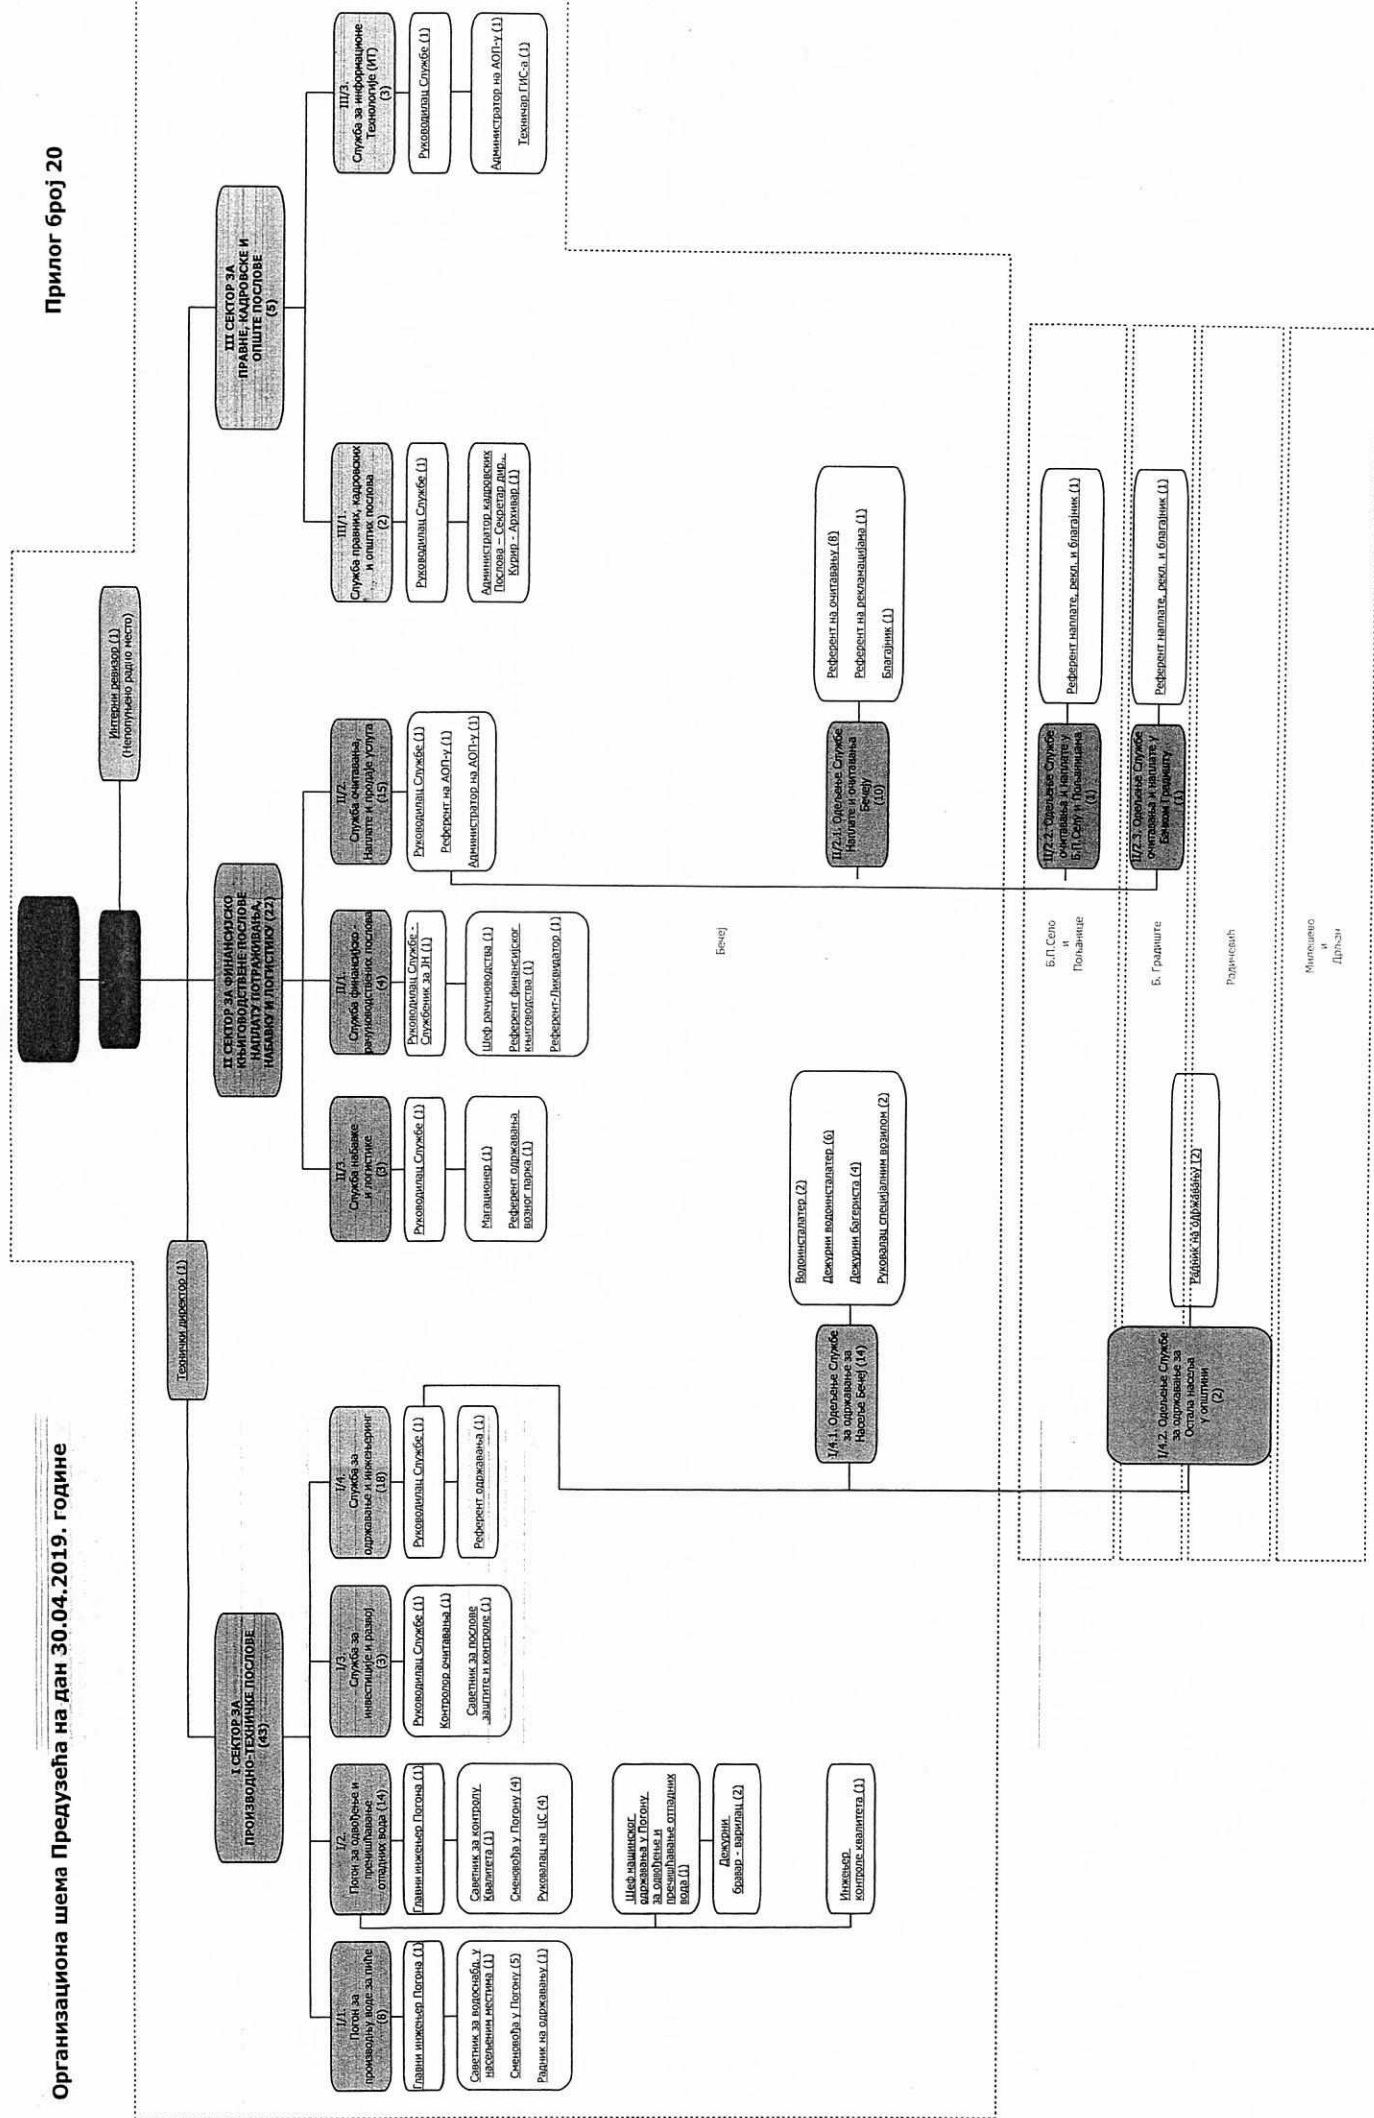 Организациона шема Предузећа на дан 30.04.2019. године
Прилог број 20
Интерни ревизор (1)
(Непопуњено радно место)
Технички директор (1)
I СЕКТОР ЗА
ПРОИЗВОДНО-ТЕХНИЧКЕ ПОСЛОВЕ
(43)
II СЕКТОР ЗА ФИНАНСИЈСКО
КЊИГОВОДСТВЕНЕ ПОСЛОВЕ
НАПЛАТУ ПОТРАЖИВАЊА,
НАБАВКУ И ЛОГИСТИКУ (22)
III СЕКТОР ЗА
ПРАВНЕ, КАДРОВСКЕ И
ОПШТЕ ПОСЛОВЕ
(5)
I/1.
Погон за
производњу воде за пиће
(8)
Главни инжењер Погона (1)
Саветник за водоснабд. у
насељеним местима (1)
Сменовођа у Погону (5)
Радник на одржавању (1)
I/2.
Погон за одвођење и
пречишћавање
отпадних вода (14)
Главни инжењер Погона (1)
Саветник за контролу
Квалитета (1)
Сменовођа у Погону (4)
Руковалац на ЦС (4)
Шеф машинског
одржавања у Погону
за одвођење и
пречишћавање отпадних
вода (1)
Дежурни
бравар - варилац (2)
Инжењер
контроле квалитета (1)
I/3.
Служба за
инвестиције и развој
(3)
Руководилац Службе (1)
Контролор очитавања (1)
Саветник за послове
заштите и контроле (1)
I/4.
Служба за
одржавање и инжењеринг
(18)
Руководилац Службе (1)
Референт одржавања (1)
I/4.1. Одељење Службе
за одржавање за
Насеље Бечеј (14)
Водоинсталатер (2)
Дежурни водоинсталатер (6)
Дежурни багериста (4)
Руковалац специјалним возилом (2)
I/4.2. Одељење Службе
за одржавање за
Остала насеља
у општини
(2)
Радник на одржавању (2)
II/3.
Служба набавке
и логистике
(3)
Руководилац Службе (1)
Магационер (1)
Референт одржавања
возног парка (1)
II/1.
Служба финансијско -
рачуноводствених послова
(4)
Руководилац Службе -
Службеник за ЈН (1)
Шеф рачуноводства (1)
Референт финансијског
књиговодства (1)
Референт-Ликвидатор (1)
II/2.
Служба очитавања,
Наплате и продаје услуга
(15)
Руководилац Службе (1)
Референт на АОП-у (1)
Администратор на АОП-у (1)
II/2.1. Одељење Службе
Наплате и очитавања
Бечеју
(10)
Референт на очитавању (8)
Референт на рекламацијама (1)
Благајник (1)
II/2.2. Одељење Службе
очитавања и наплате у
Б.П.Селу и Пољаницама
(1)
Референт наплате, рекл. и благајник (1)
II/2.3. Одељење Службе
очитавања и наплате у
Бачком Градишту
(1)
Референт наплате, рекл. и благајник (1)
III/1.
Служба правних, кадровских
и општих послова
(2)
Руководилац Службе (1)
Администратор кадровских
Послова – Секретар дир.,
Курир - Архивар (1)
III/3.
Служба за информационе
Технологије (ИТ)
(3)
Руководилац Службе (1)
Администратор на АОП-у (1)
Техничар ГИС-а (1)
Бечеј
Б.П.Село
и
Пољанице
Б. Градиште
Радичевић
Милешево
и
Дрљан